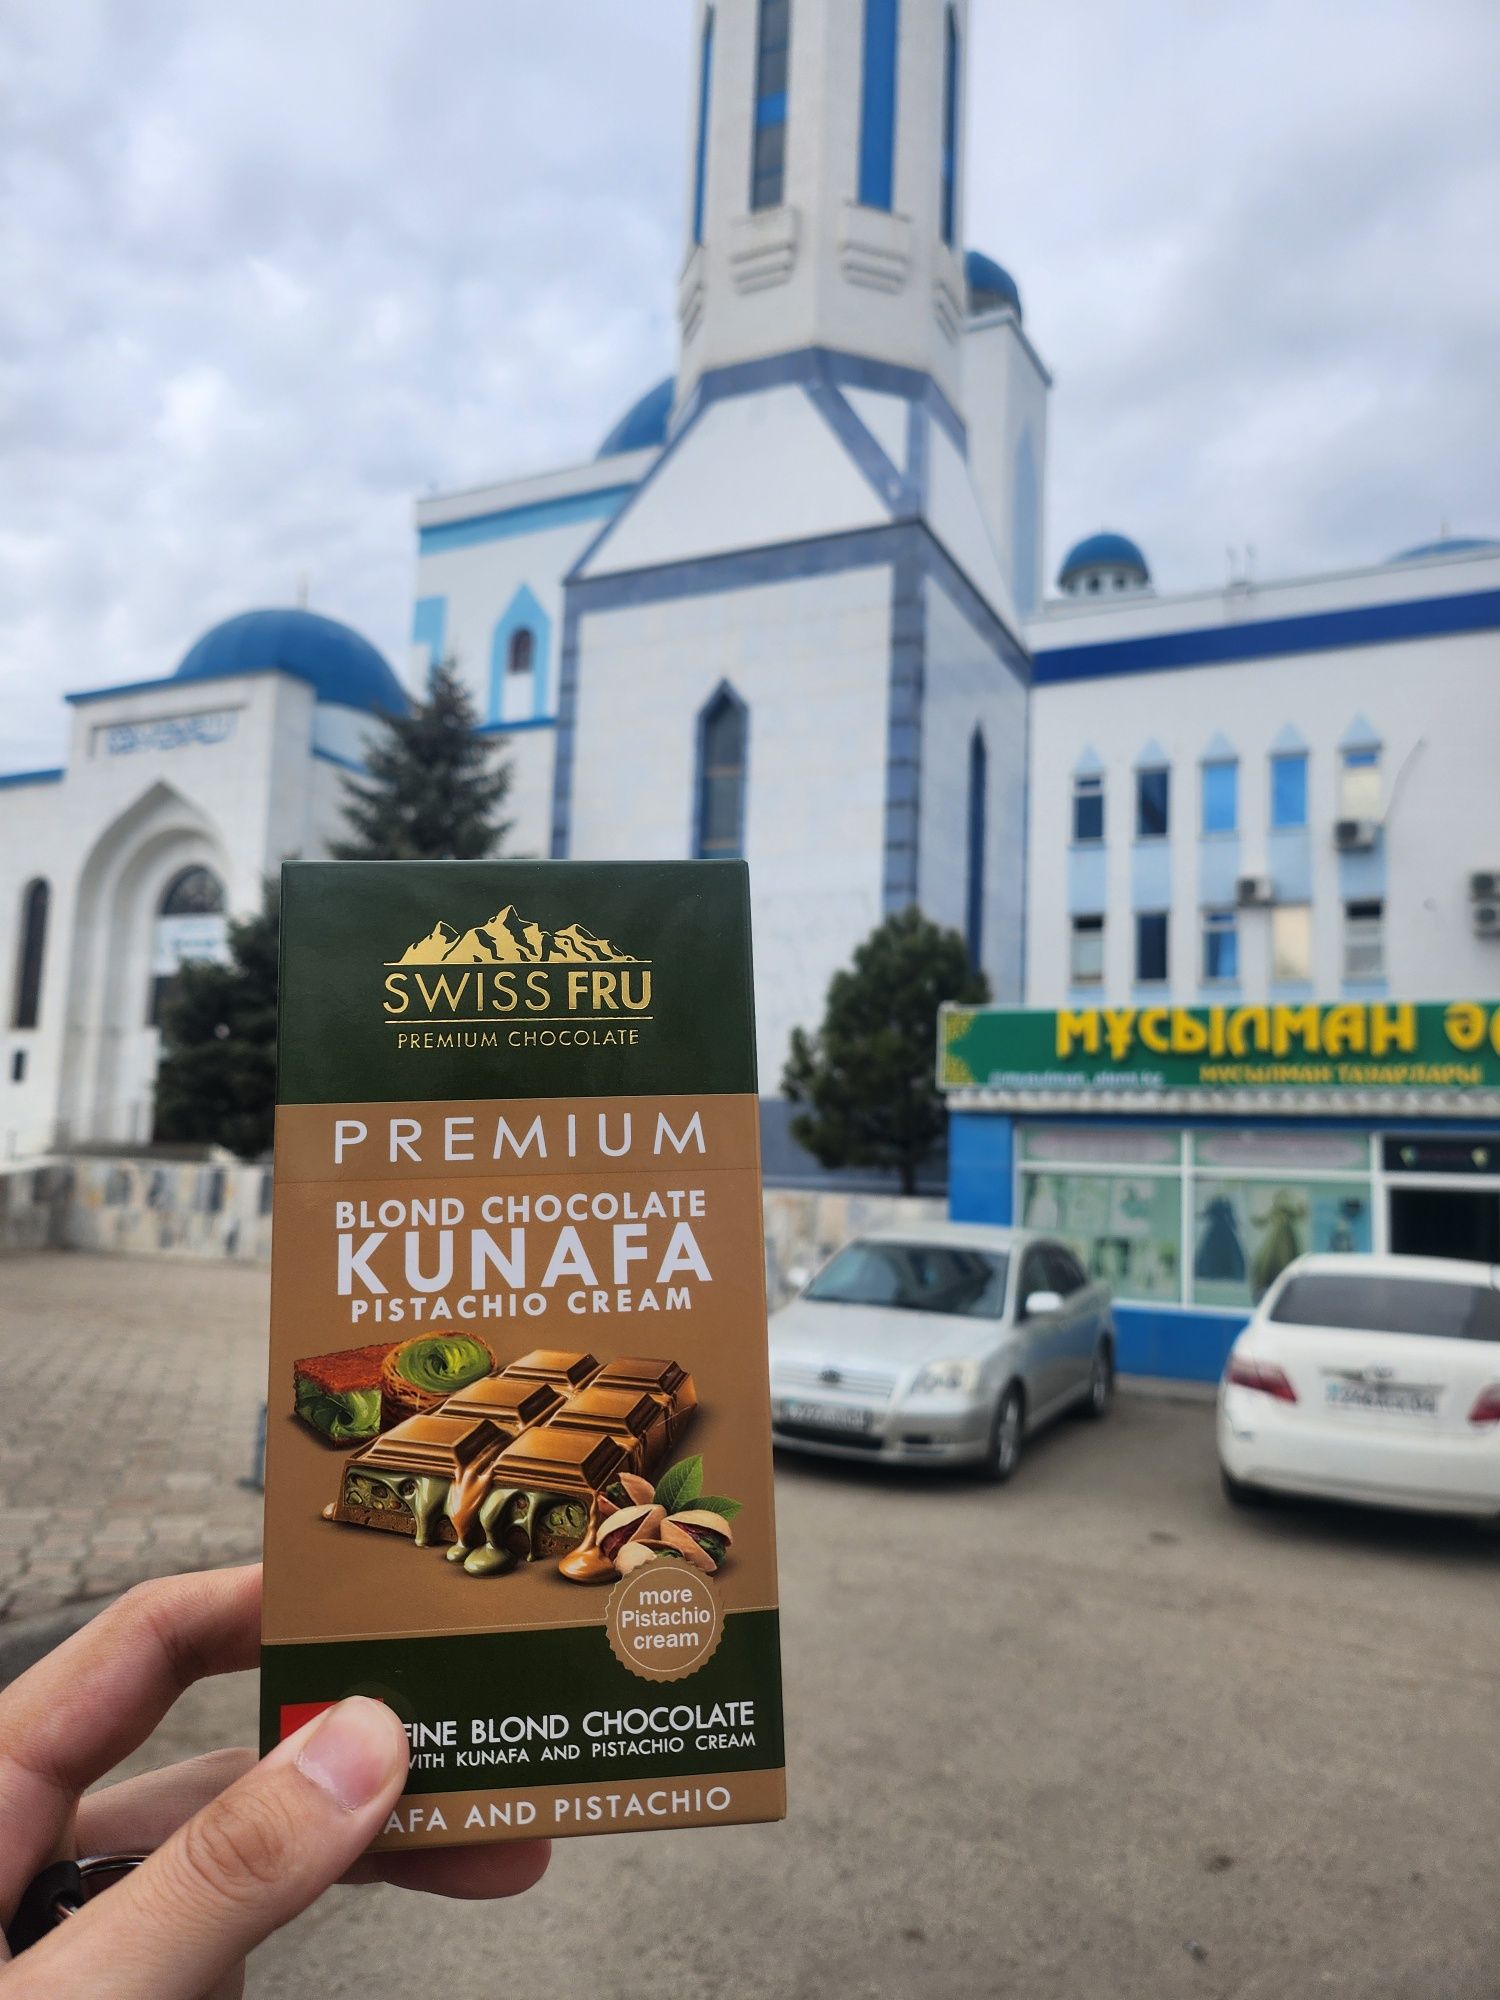 SWISS FRU
PREMIUM CHOCOLATE
PREMIUM
BLOND CHOCOLATE
KUNAFA
PISTACHIO CREAM
more
Pistachio
cream
FINE BLOND CHOCOLATE
WITH KUNAFA AND PISTACHIO CREAM
AFA AND PISTACHIO
МҰСЫЛМАН
МҰСЫЛМАН ТАУАРЛАРЫ